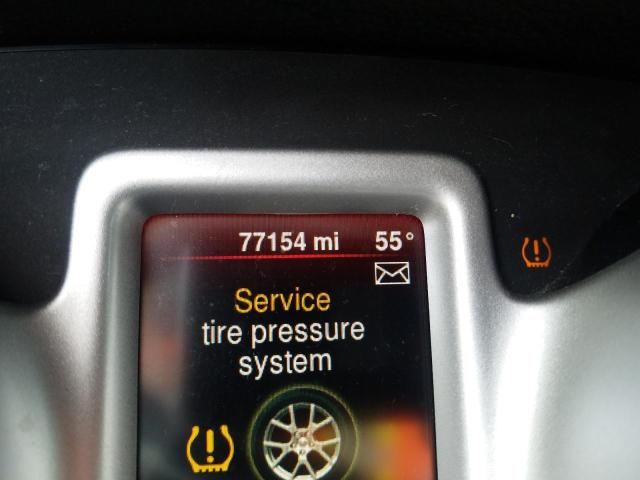 77154 mi 55°
Service
tire pressure
system